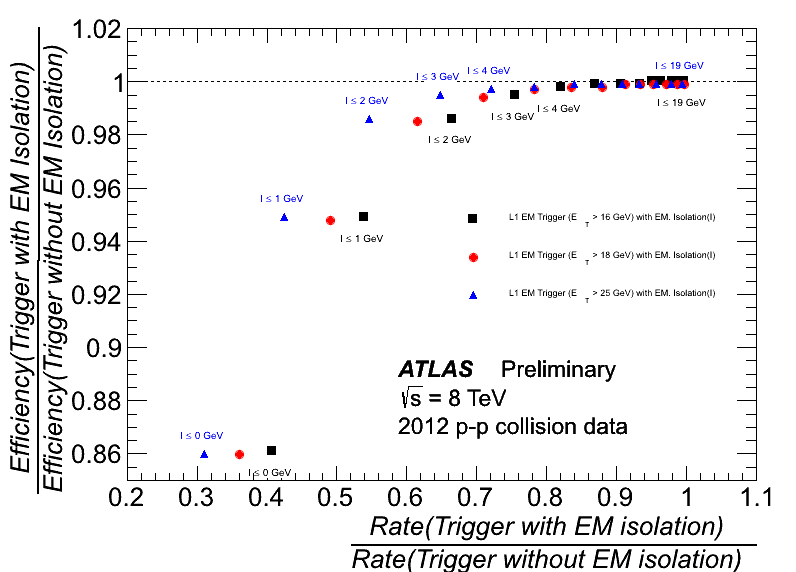 1.02
1
0.98
0.96
0.94
0.92
0.9
0.88
0.86
Efficiency(Trigger with EM Isolation)
Efficiency(Trigger without EM Isolation)
I ≤ 19 GeV
I ≤ 4 GeV
I ≤ 3 GeV
I ≤ 2 GeV
I ≤ 1 GeV
I ≤ 0 GeV
I ≤ 19 GeV
I ≤ 4 GeV
I ≤ 3 GeV
I ≤ 2 GeV
I ≤ 1 GeV
I ≤ 0 GeV
L1 EM Trigger (E_T > 16 GeV) with EM. Isolation(I)
L1 EM Trigger (E_T > 18 GeV) with EM. Isolation(I)
L1 EM Trigger (E_T > 25 GeV) with EM. Isolation(I)
ATLAS Preliminary
√s = 8 TeV
2012 p-p collision data
0.2 0.3 0.4 0.5 0.6 0.7 0.8 0.9 1 1.1
Rate(Trigger with EM isolation)
Rate(Trigger without EM isolation)